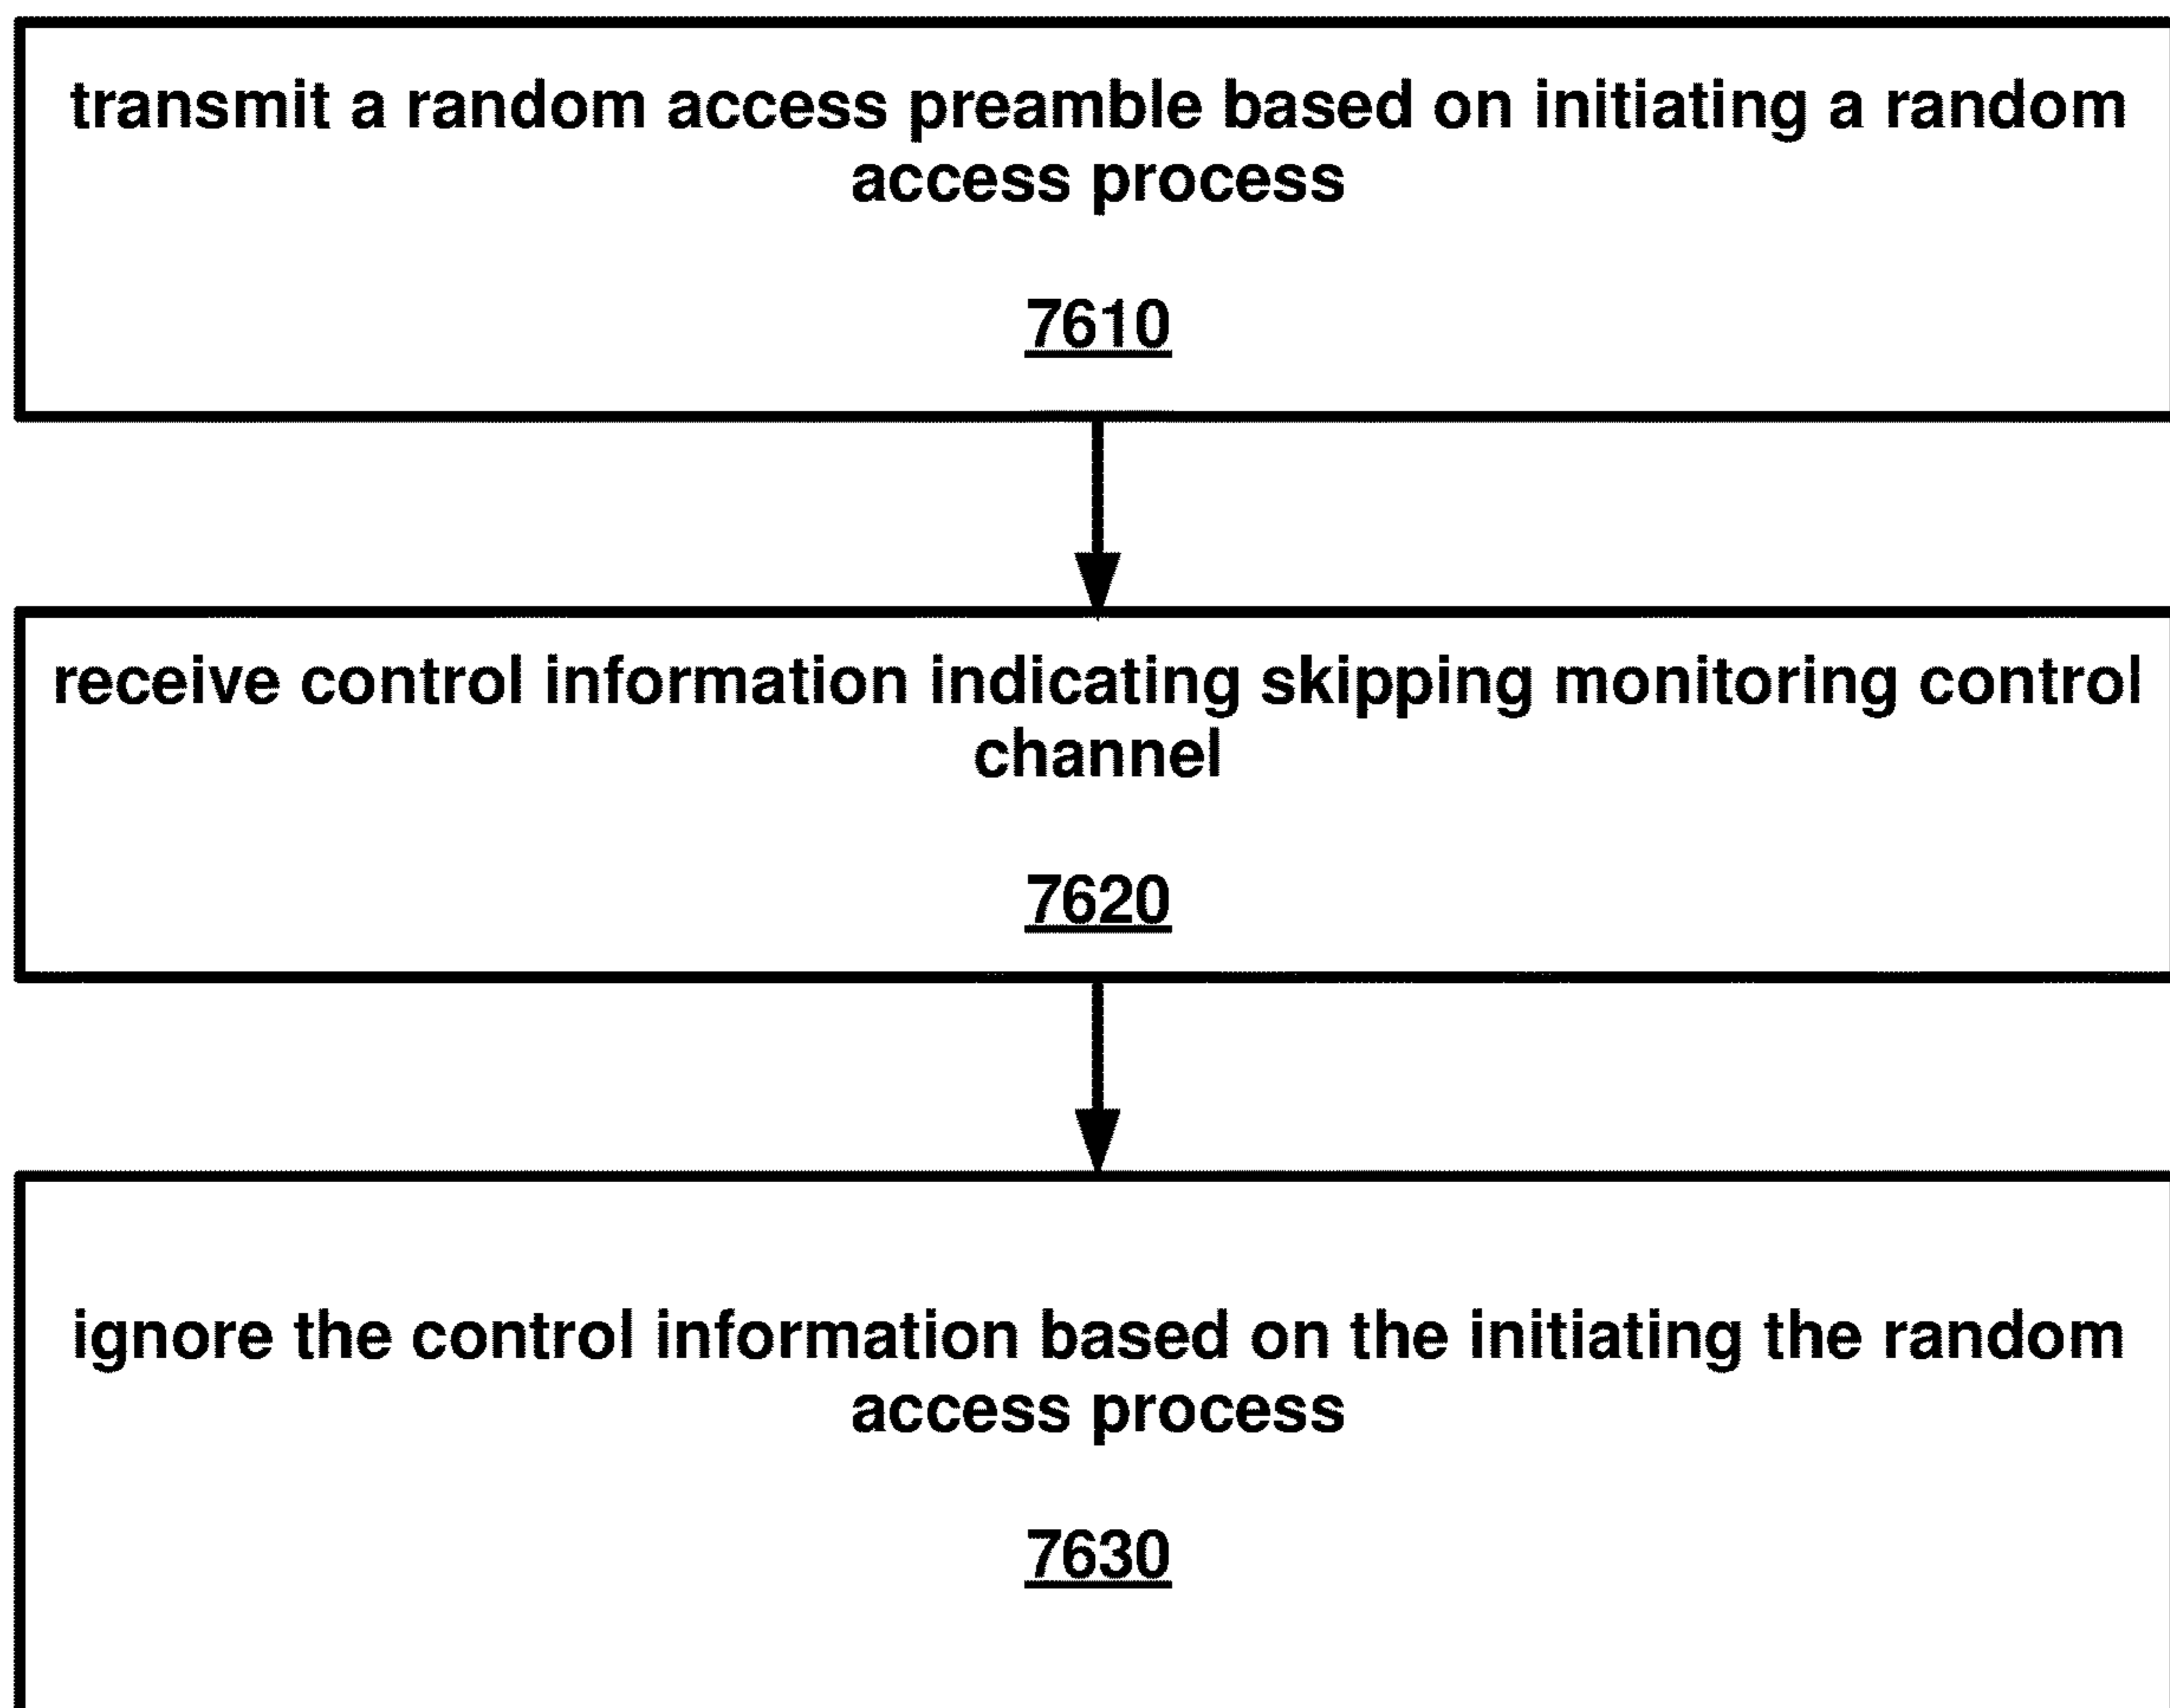 transmit a random access preamble based on initiating a random
access process
7610
receive control information indicating skipping monitoring control
channel
7620
ignore the control information based on the initiating the random
access process
7630